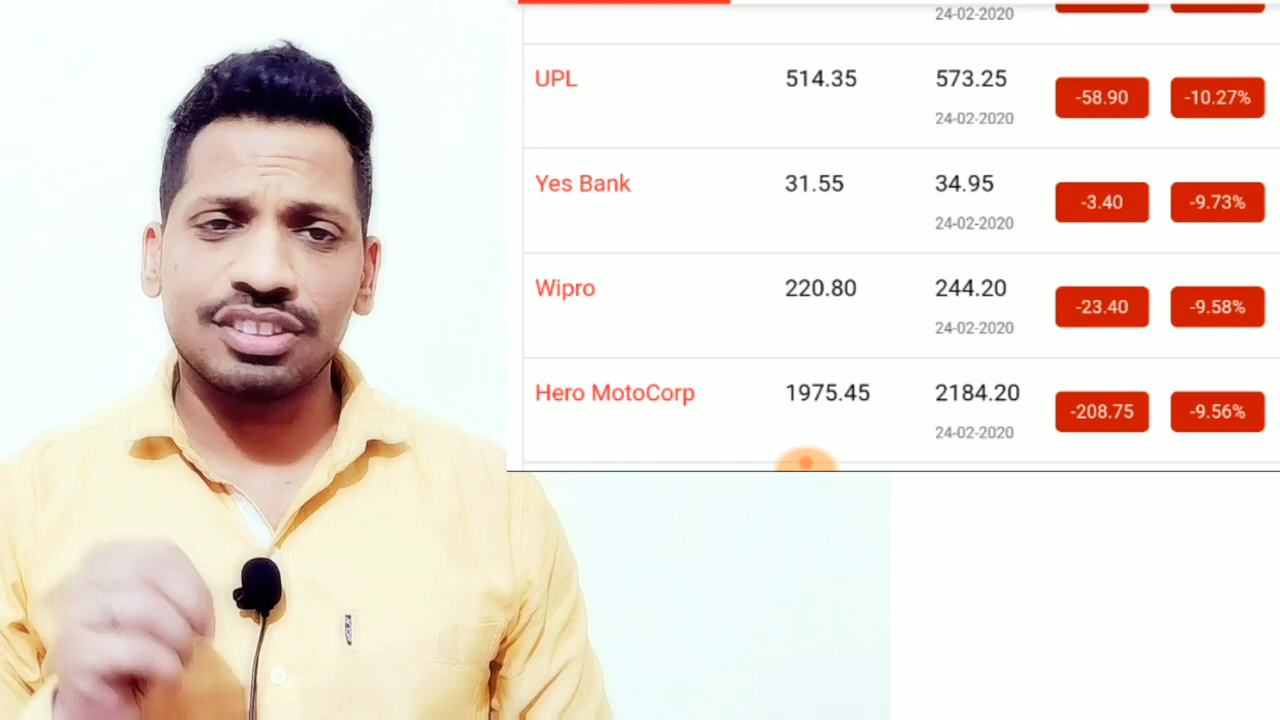 24-02-2020
UPL 514.35 573.25 -58.90 -10.27%
24-02-2020
Yes Bank 31.55 34.95 -3.40 -9.73%
24-02-2020
Wipro 220.80 244.20 -23.40 -9.58%
24-02-2020
Hero MotoCorp 1975.45 2184.20 -208.75 -9.56%
24-02-2020